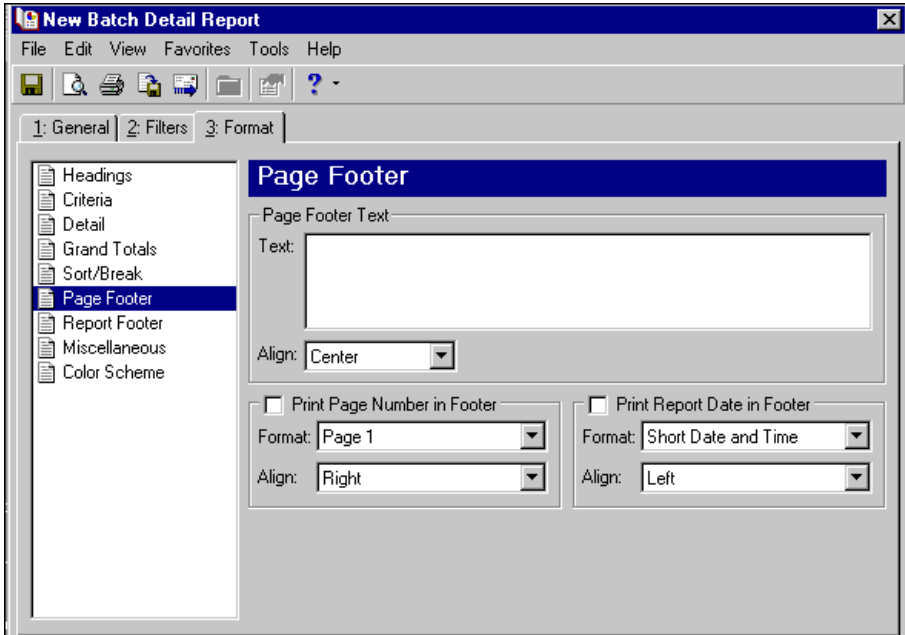 New Batch Detail Report
File Edit View Favorites Tools Help
1: General 2: Filters 3: Format
Headings
Criteria
Detail
Grand Totals
Sort/Break
Page Footer
Report Footer
Miscellaneous
Color Scheme
Page Footer
Page Footer Text
Text:
Align: Center
Print Page Number in Footer
Format: Page 1
Align: Right
Print Report Date in Footer
Format: Short Date and Time
Align: Left